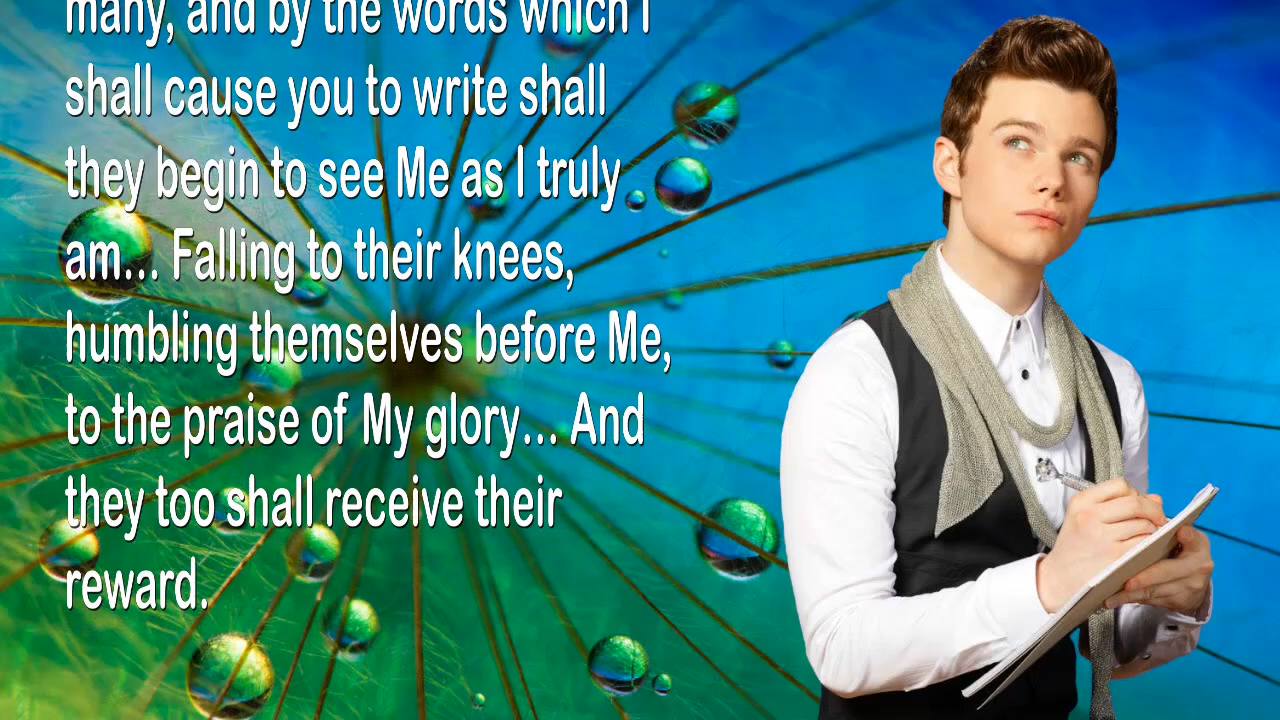 many, and by the words which I
shall cause you to write shall
they begin to see Me as I truly
am... Falling to their knees,
humbling themselves before Me,
to the praise of My glory... And
they too shall receive their
reward.